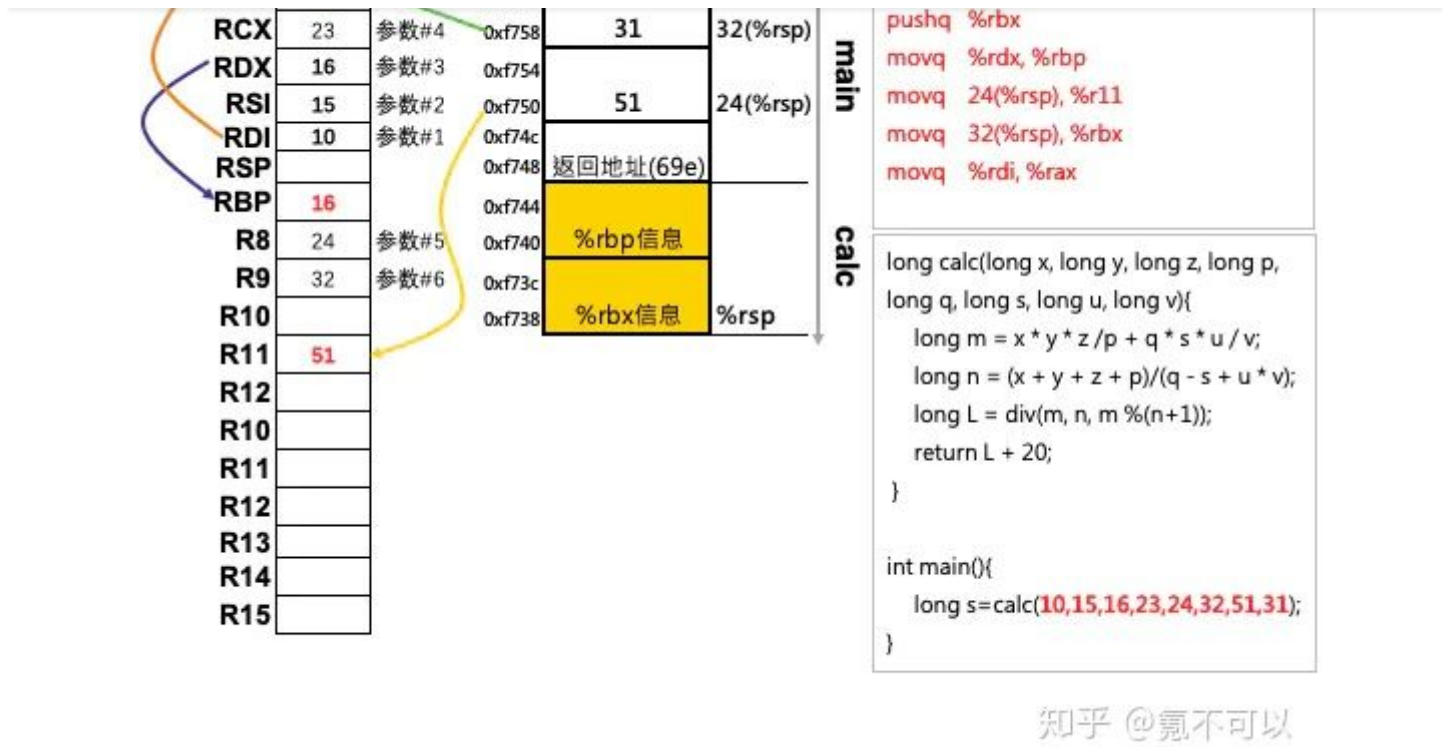 RCX 23 参数#4 0xf758 31 32(%rsp)
RDX 16 参数#3 0xf754
RSI 15 参数#2 0xf750 51 24(%rsp)
RDI 10 参数#1 0xf74c
RSP 0xf748 返回地址(69e)
RBP 16 0xf744
R8 24 参数#5 0xf740 %rbp信息
R9 32 参数#6 0xf73c
R10 0xf738 %rbx信息 %rsp
R11 51
R12
R10
R11
R12
R13
R14
R15
main
calc
pushq %rbx
movq %rdx, %rbp
movq 24(%rsp), %r11
movq 32(%rsp), %rbx
movq %rdi, %rax
long calc(long x, long y, long z, long p,
long q, long s, long u, long v){
long m = x * y * z /p + q * s * u / v;
long n = (x + y + z + p)/(q - s + u * v);
long L = div(m, n, m %(n+1));
return L + 20;
}
int main(){
long s=calc(10,15,16,23,24,32,51,31);
}
知乎 @氪不可以